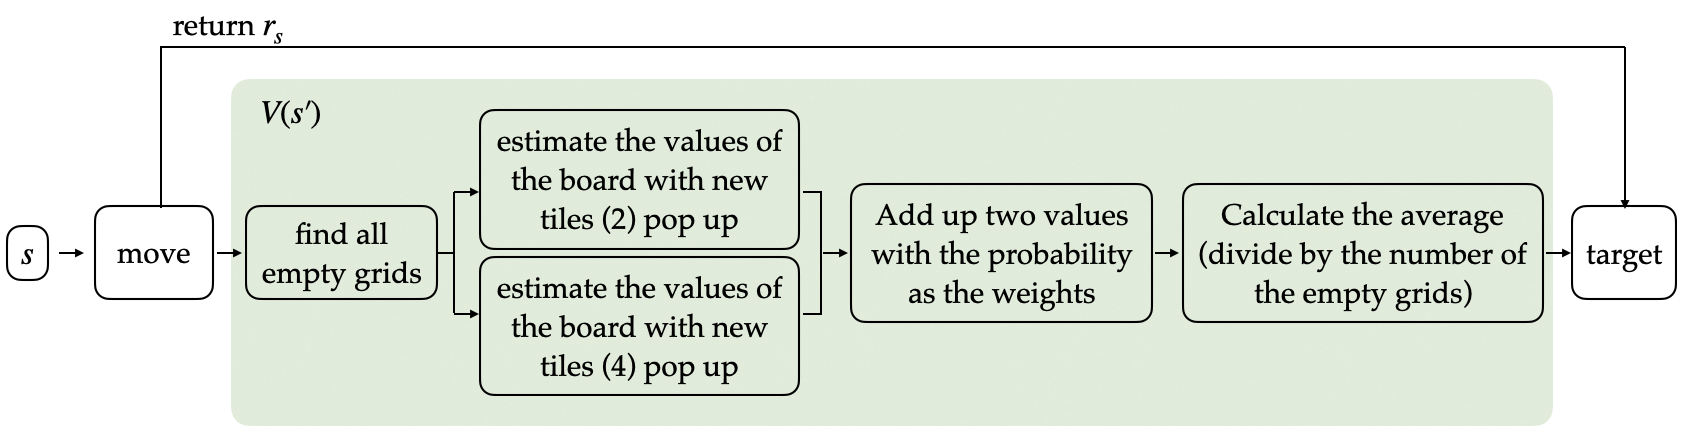 return rₛ
V(s′)
s
move
find all
empty grids
estimate the values of
the board with new
tiles (2) pop up
estimate the values of
the board with new
tiles (4) pop up
Add up two values
with the probability
as the weights
Calculate the average
(divide by the number of
the empty grids)
target